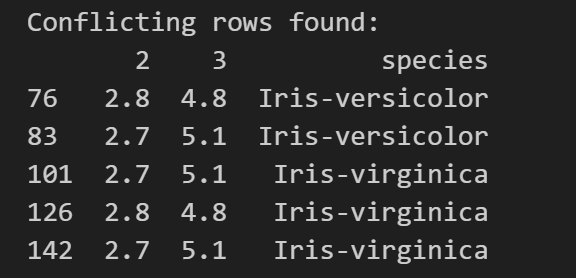 Conflicting rows found:
2 3 species
76 2.8 4.8 Iris-versicolor
83 2.7 5.1 Iris-versicolor
101 2.7 5.1 Iris-virginica
126 2.8 4.8 Iris-virginica
142 2.7 5.1 Iris-virginica